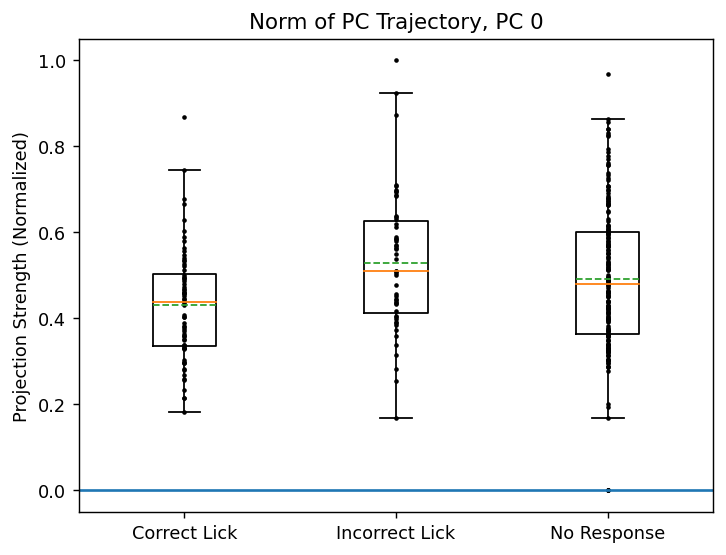 Norm of PC Trajectory, PC 0
Projection Strength (Normalized)
1.0
0.8
0.6
0.4
0.2
0.0
Correct Lick
Incorrect Lick
No Response